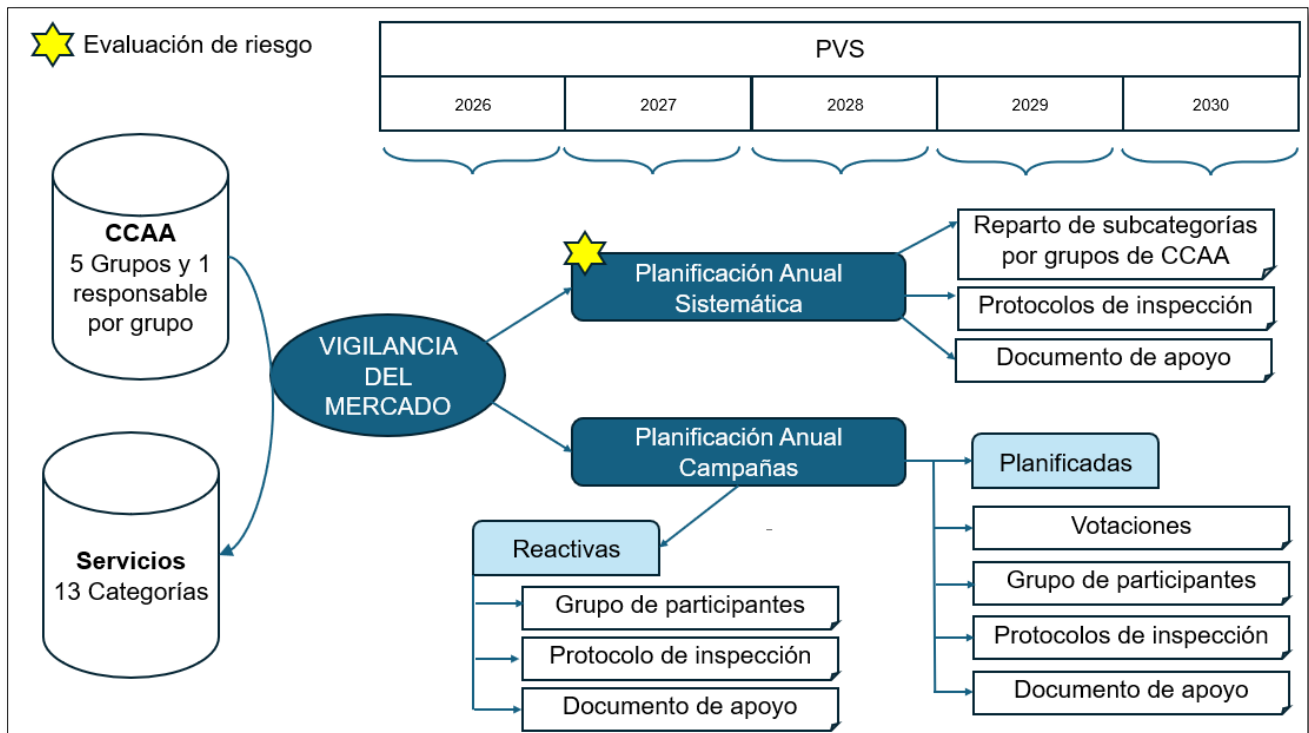 Evaluación de riesgo
PVS
2026
2027
2028
2029
2030
CCAA
5 Grupos y 1
responsable
por grupo
Servicios
13 Categorías
VIGILANCIA
DEL
MERCADO
Planificación Anual
Sistemática
Reparto de subcategorías
por grupos de CCAA
Protocolos de inspección
Documento de apoyo
Planificación Anual
Campañas
Planificadas
Votaciones
Grupo de participantes
Protocolos de inspección
Documento de apoyo
Reactivas
Grupo de participantes
Protocolo de inspección
Documento de apoyo